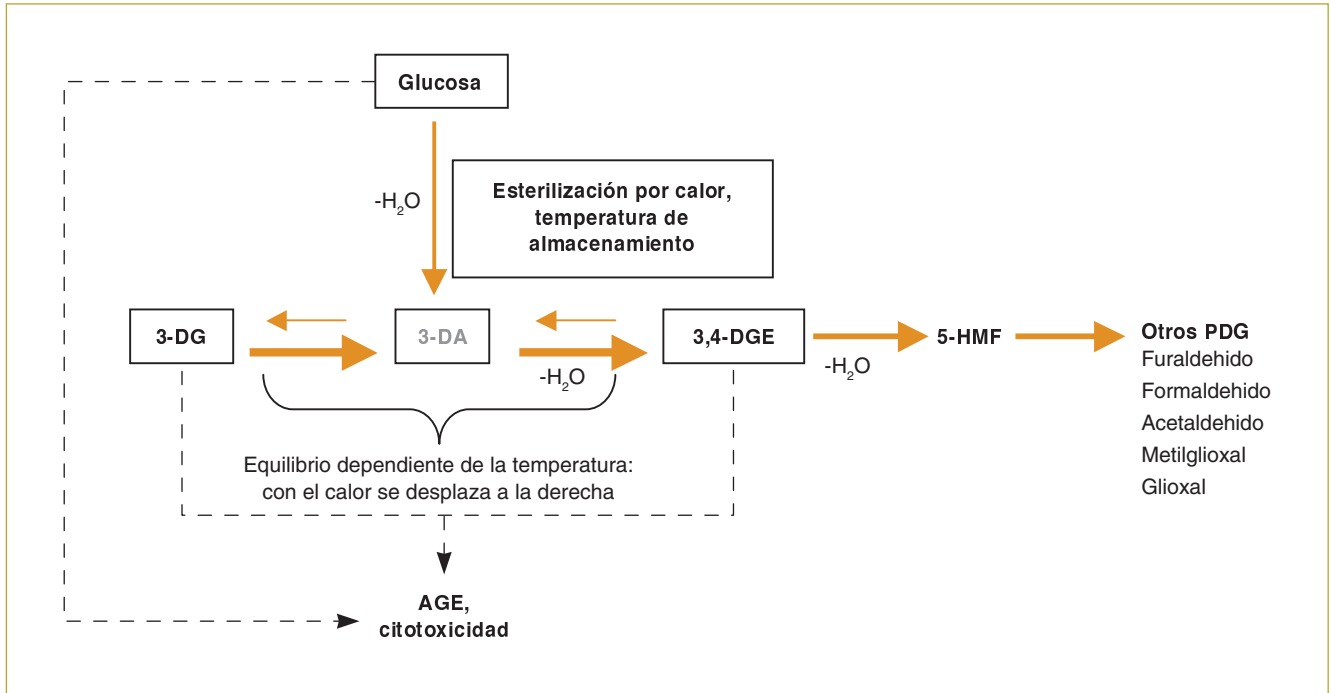 Glucosa
-H₂O
Esterilización por calor,
temperatura de
almacenamiento
3-DG
3-DA
3,4-DGE
5-HMF
-H₂O
-H₂O
Otros PDG
Furaldehido
Formaldehido
Acetaldehido
Metilglioxal
Glioxal
Equilibrio dependiente de la temperatura:
con el calor se desplaza a la derecha
AGE,
citotoxicidad